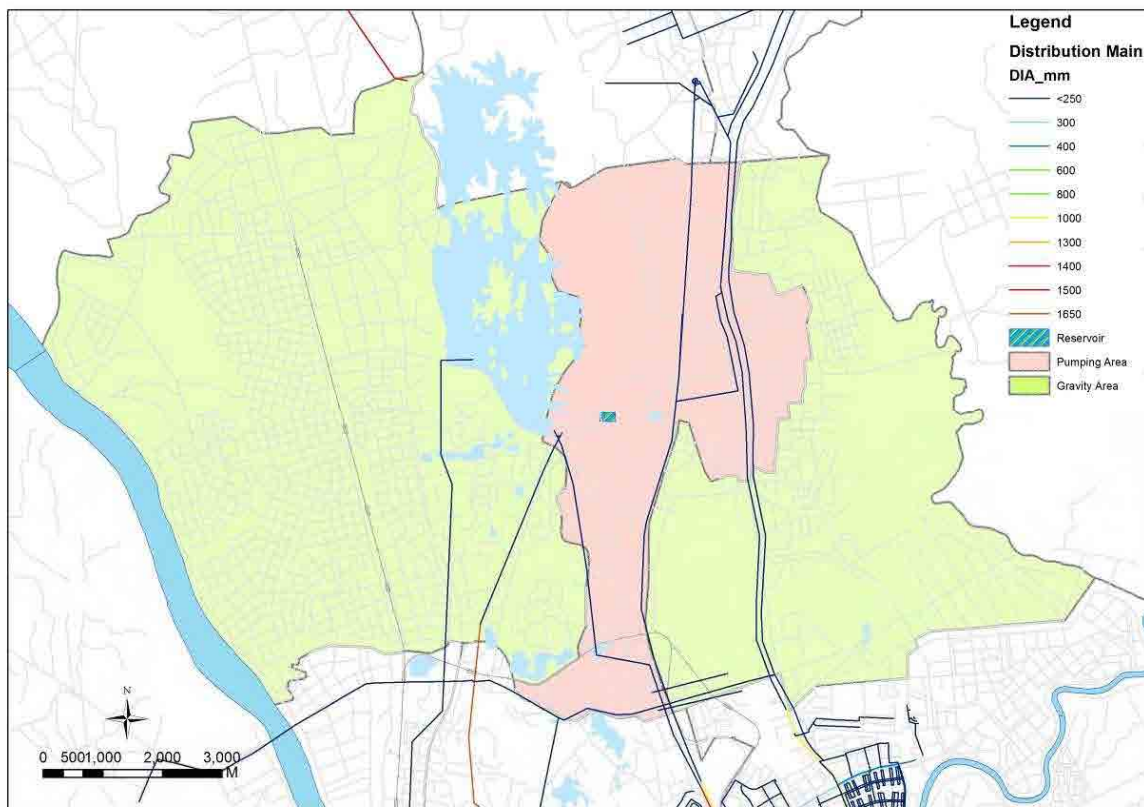 Legend
Distribution Main
DIA_mm
<250
300
400
600
800
1000
1300
1400
1500
1650
Reservoir
Pumping Area
Gravity Area
N
0 5001,000 2,000 3,000
M